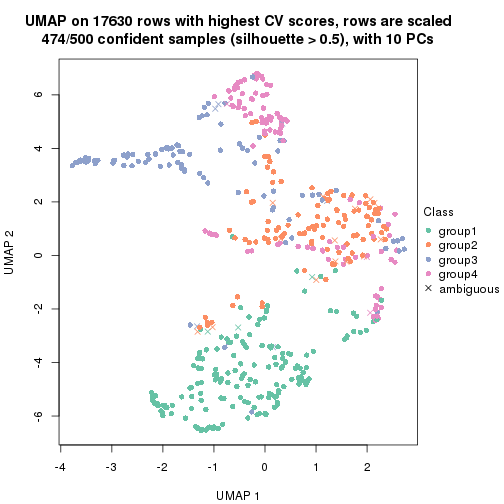 UMAP on 17630 rows with highest CV scores, rows are scaled
474/500 confident samples (silhouette > 0.5), with 10 PCs
6
4
2
0
-2
-4
-6
UMAP 2
-4
-3
-2
-1
0
1
2
UMAP 1
Class
group1
group2
group3
group4
ambiguous